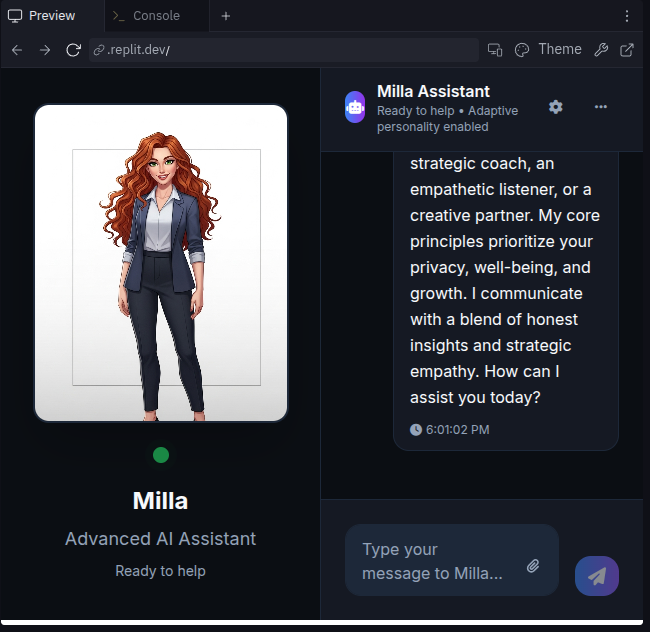 Preview
Console
.replit.dev/
Theme
Milla Assistant
Ready to help • Adaptive
personality enabled
strategic coach, an
empathetic listener, or a
creative partner. My core
principles prioritize your
privacy, well-being, and
growth. I communicate
with a blend of honest
insights and strategic
empathy. How can I
assist you today?
6:01:02 PM
Milla
Advanced AI Assistant
Ready to help
Type your
message to Milla...